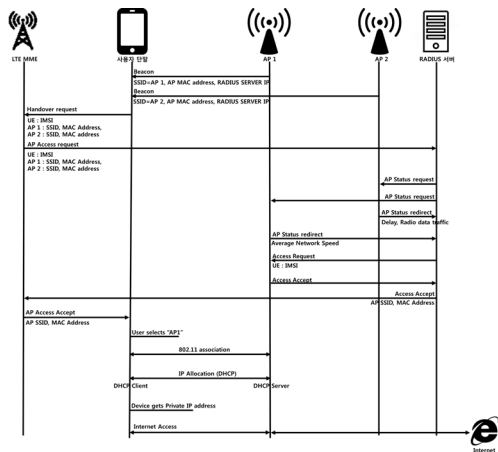 LTE MME
사용자 단말
AP 1
AP 2
RADIUS 서버
Beacon
SSID=AP 1, AP MAC address, RADIUS SERVER IP
Beacon
SSID=AP 2, AP MAC address, RADIUS SERVER IP
Handover request
UE : IMSI
AP 1 : SSID, MAC Address,
AP 2 : SSID, MAC address
AP Access request
UE : IMSI
AP 1 : SSID, MAC Address,
AP 2 : SSID, MAC address
AP Status request
AP Status request
AP Status redirect
Delay, Radio data traffic
AP Status redirect
Average Network Speed
Access Request
UE : IMSI
Access Accept
Access Accept
AP SSID, MAC Address
AP Access Accept
AP SSID, MAC Address
User selects "AP1"
802.11 association
IP Allocation (DHCP)
DHCP Client
DHCP Server
Device gets Private IP address
Internet Access
Internet